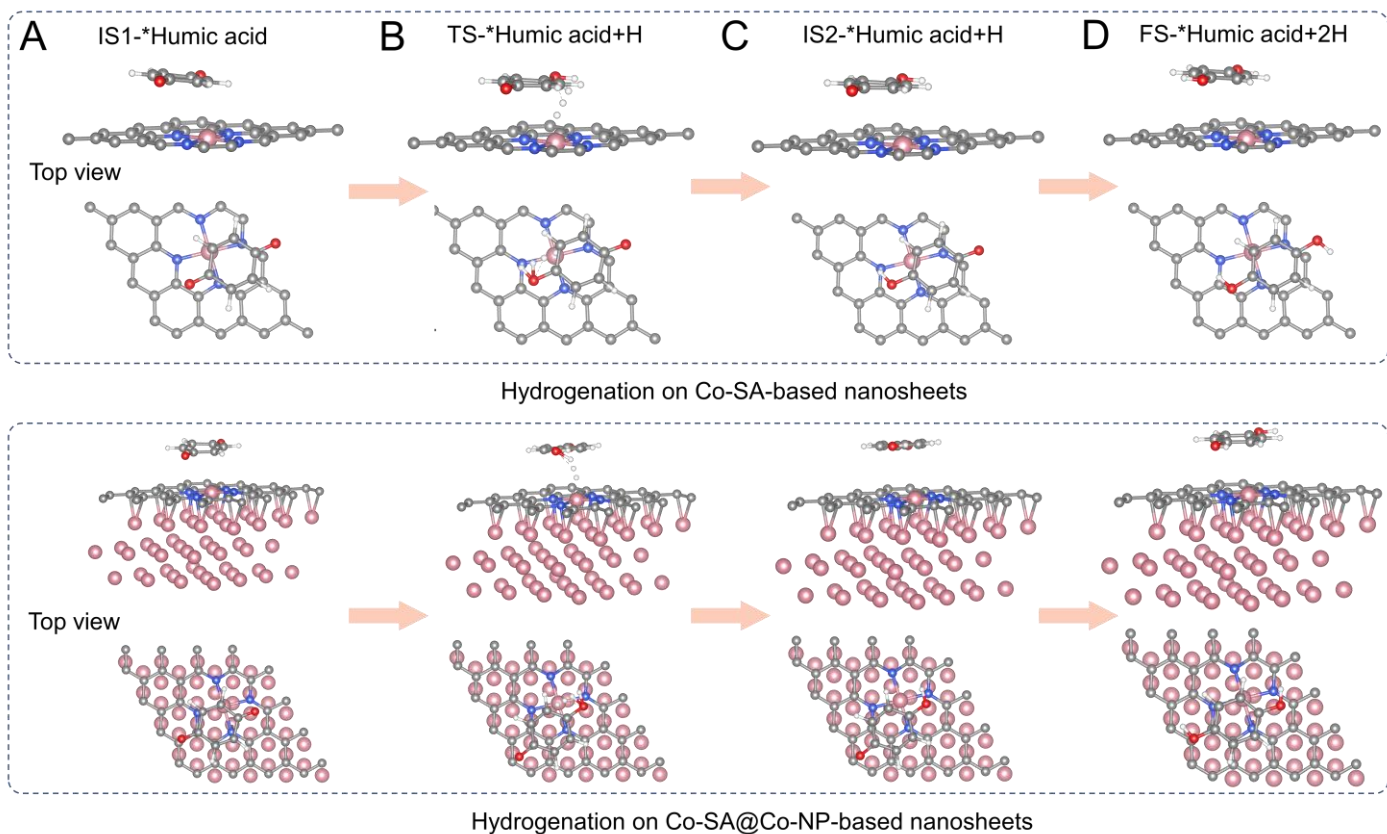 A
IS1-*Humic acid
B
TS-*Humic acid+H
C
IS2-*Humic acid+H
D
FS-*Humic acid+2H
Top view
Hydrogenation on Co-SA-based nanosheets
Top view
Hydrogenation on Co-SA@Co-NP-based nanosheets